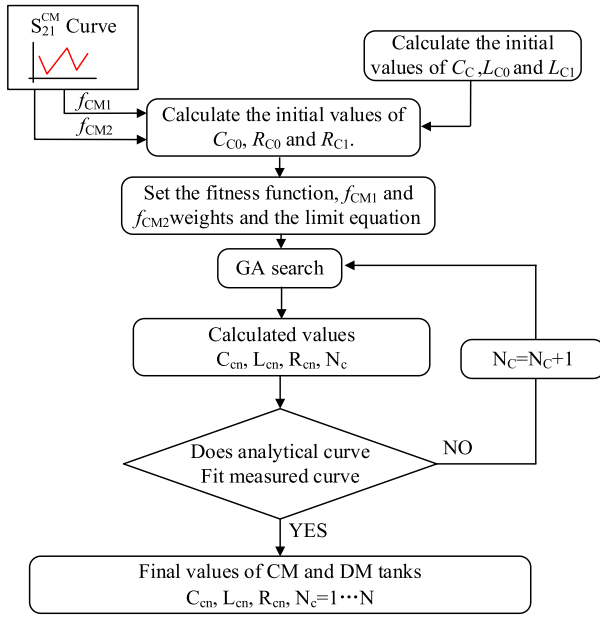 S21^CM Curve
Calculate the initial
values of CC ,LC0 and LC1
fCM1
fCM2
Calculate the initial values of
CC0, RC0 and RC1.
Set the fitness function, fCM1 and
fCM2weights and the limit equation
GA search
Calculated values
Ccn, Lcn, Rcn, Nc
NC=NC+1
Does analytical curve
Fit measured curve
NO
YES
Final values of CM and DM tanks
Ccn, Lcn, Rcn, Nc=1⋯N